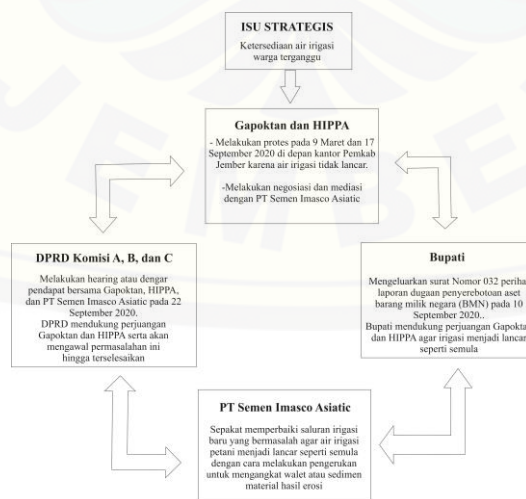 ISU STRATEGIS
Ketersediaan air irigasi
warga terganggu
Gapoktan dan HIPPA
- Melakukan protes pada 9 Maret dan 17
September 2020 di depan kantor Pemkab
Jember karena air irigasi tidak lancar.
-Melakukan negosiasi dan mediasi
dengan PT Semen Imasco Asiatic
DPRD Komisi A, B, dan C
Melakukan hearing atau dengar
pendapat bersama Gapoktan, HIPPA,
dan PT Semen Imasco Asiatic pada 22
September 2020.
DPRD mendukung perjuangan
Gapoktan dan HIPPA serta akan
mengawal permasalahan ini
hingga terselesaikan
Bupati
Mengeluarkan surat Nomor 032 perihal
laporan dugaan penyerebotoan aset
barang milik negara (BMN) pada 10
September 2020..
Bupati mendukung perjuangan Gapoktan
dan HIPPA agar irigasi menjadi lancar
seperti semula
PT Semen Imasco Asiatic
Sepakat memperbaiki saluran irigasi
baru yang bermasalah agar air irigasi
petani menjadi lancar seperti semula
dengan cara melakukan pengerukan
untuk mengangkat walet atau sedimen
material hasil erosi